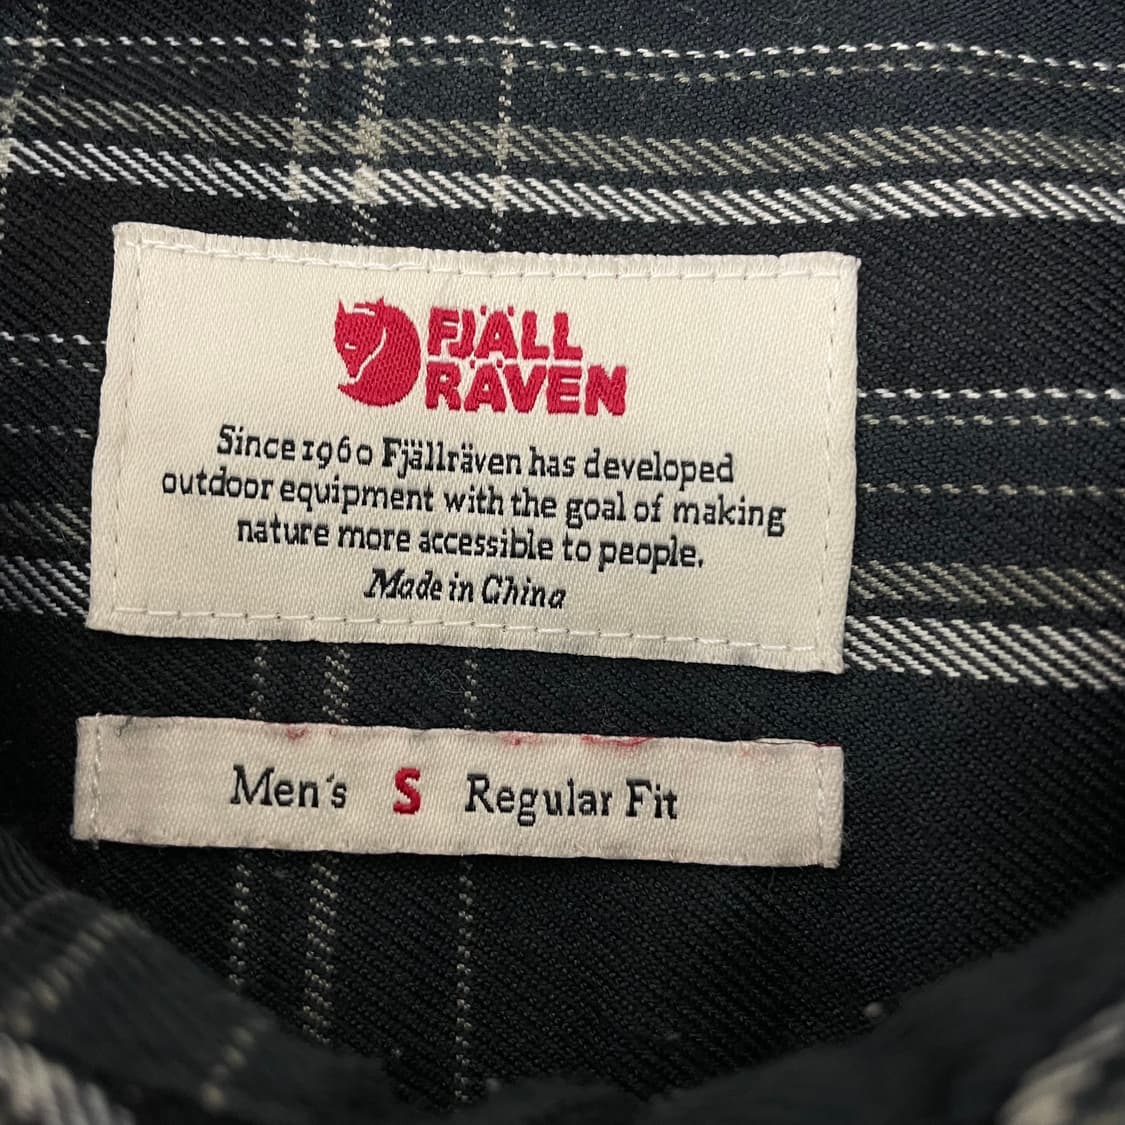 FJÄLL
RÄVEN
Since 1960 Fjällräven has developed
outdoor equipment with the goal of making
nature more accessible to people.
Made in China
Men's S Regular Fit